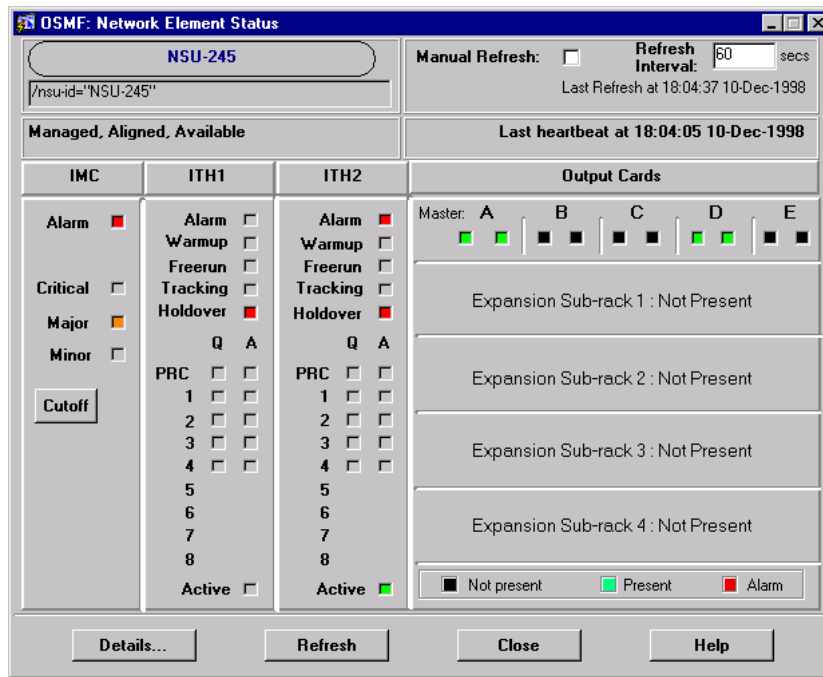 OSMF: Network Element Status
NSU-245
/nsu-id="NSU-245"
Manual Refresh:
Refresh Interval:
60
secs
Last Refresh at 18:04:37 10-Dec-1998
Managed, Aligned, Available
Last heartbeat at 18:04:05 10-Dec-1998
IMC
ITH1
ITH2
Output Cards
Alarm
Critical
Major
Minor
Cutoff
Alarm
Warmup
Freerun
Tracking
Holdover
Q A
PRC
1
2
3
4
5
6
7
8
Active
Alarm
Warmup
Freerun
Tracking
Holdover
Q A
PRC
1
2
3
4
5
6
7
8
Active
Master: A B C D E
Expansion Sub-rack 1 : Not Present
Expansion Sub-rack 2 : Not Present
Expansion Sub-rack 3 : Not Present
Expansion Sub-rack 4 : Not Present
Not present Present Alarm
Details... Refresh Close Help